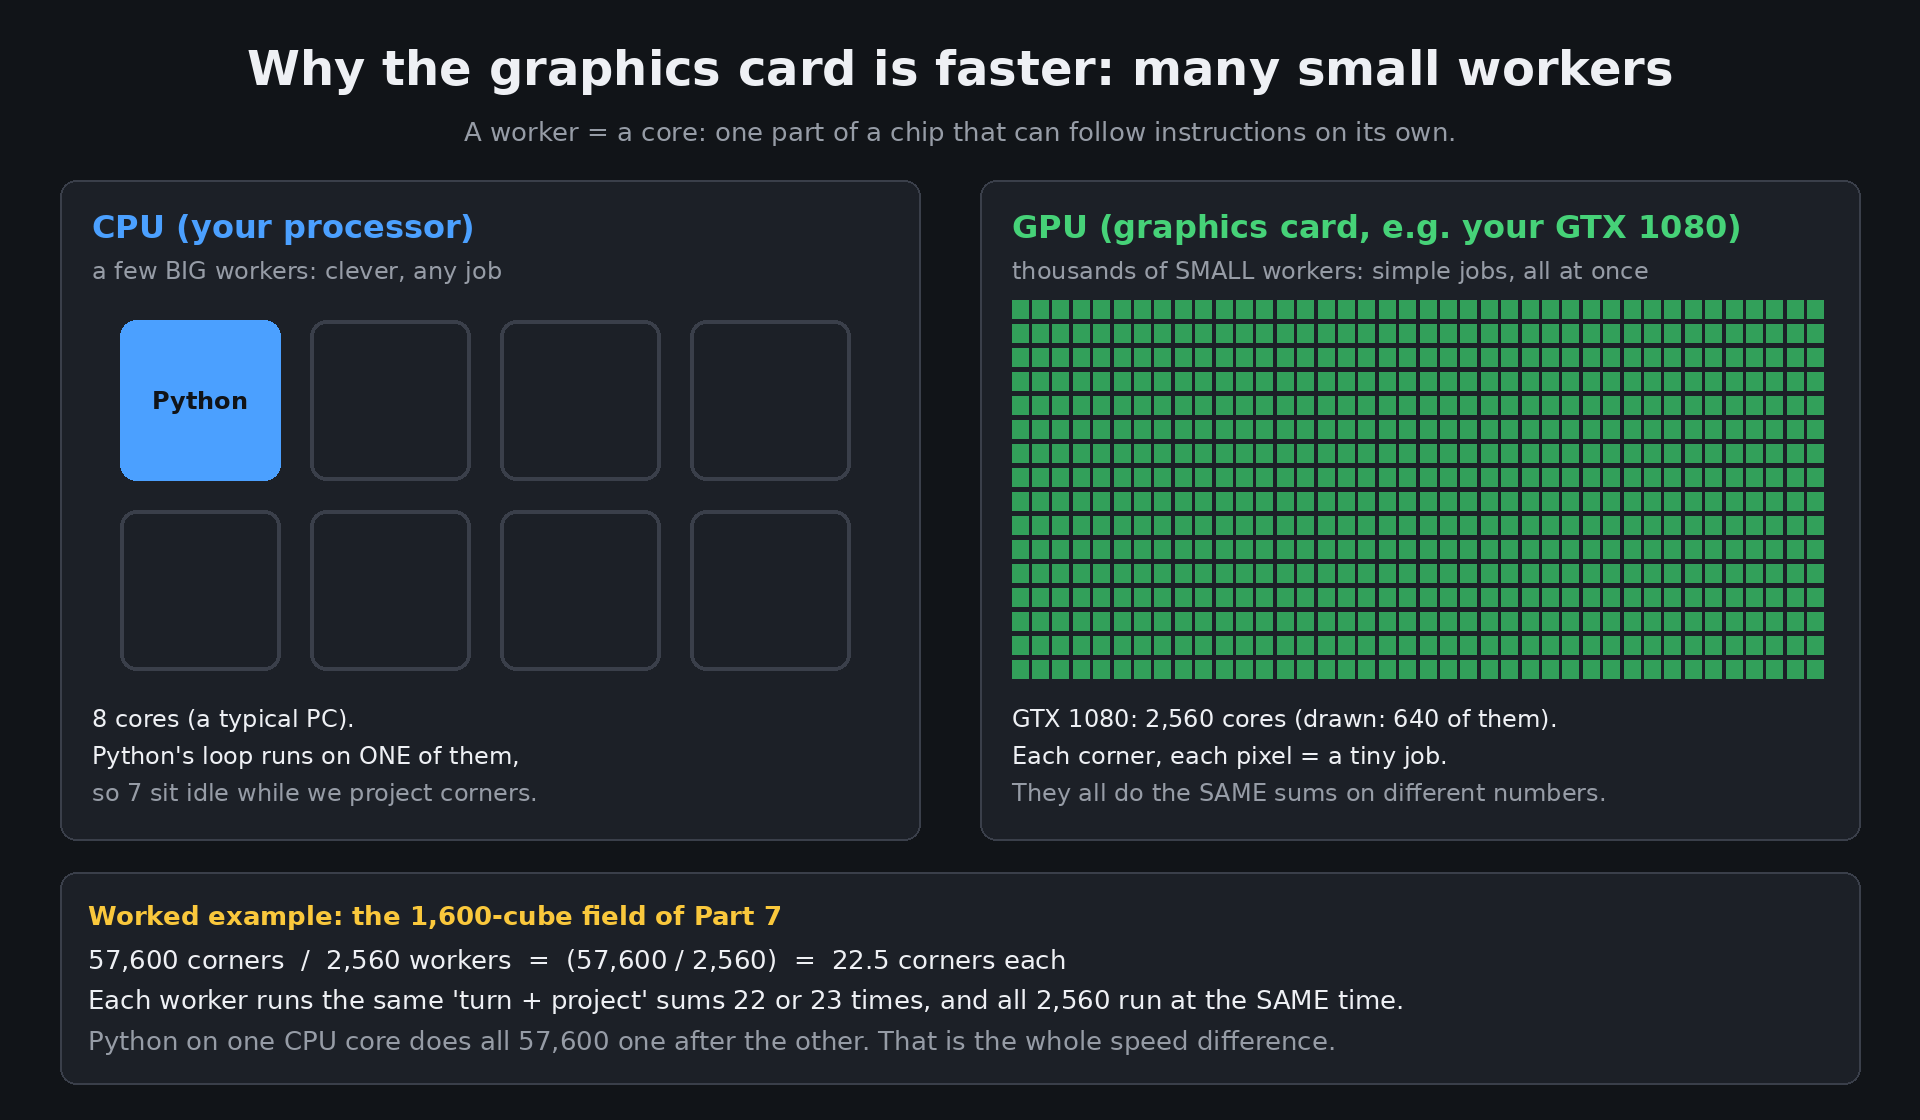 Why the graphics card is faster: many small workers
A worker = a core: one part of a chip that can follow instructions on its own.
CPU (your processor)
a few BIG workers: clever, any job
Python
8 cores (a typical PC).
Python's loop runs on ONE of them,
so 7 sit idle while we project corners.
GPU (graphics card, e.g. your GTX 1080)
thousands of SMALL workers: simple jobs, all at once
GTX 1080: 2,560 cores (drawn: 640 of them).
Each corner, each pixel = a tiny job.
They all do the SAME sums on different numbers.
Worked example: the 1,600-cube field of Part 7
57,600 corners / 2,560 workers = (57,600 / 2,560) = 22.5 corners each
Each worker runs the same 'turn + project' sums 22 or 23 times, and all 2,560 run at the SAME time.
Python on one CPU core does all 57,600 one after the other. That is the whole speed difference.